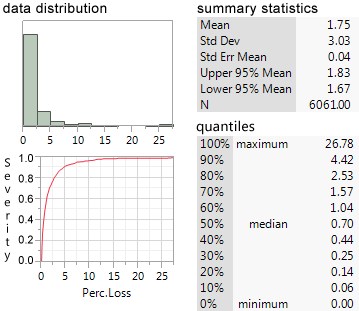 data distribution
0 5 10 15 20 25
Severity
1.0
0.8
0.6
0.4
0.2
0.0
0 5 10 15 20 25
Perc.Loss
summary statistics
Mean 1.75
Std Dev 3.03
Std Err Mean 0.04
Upper 95% Mean 1.83
Lower 95% Mean 1.67
N 6061.00
quantiles
100% maximum 26.78
90% 4.42
80% 2.53
70% 1.57
60% 1.04
50% median 0.70
40% 0.44
30% 0.25
20% 0.14
10% 0.06
0% minimum 0.00